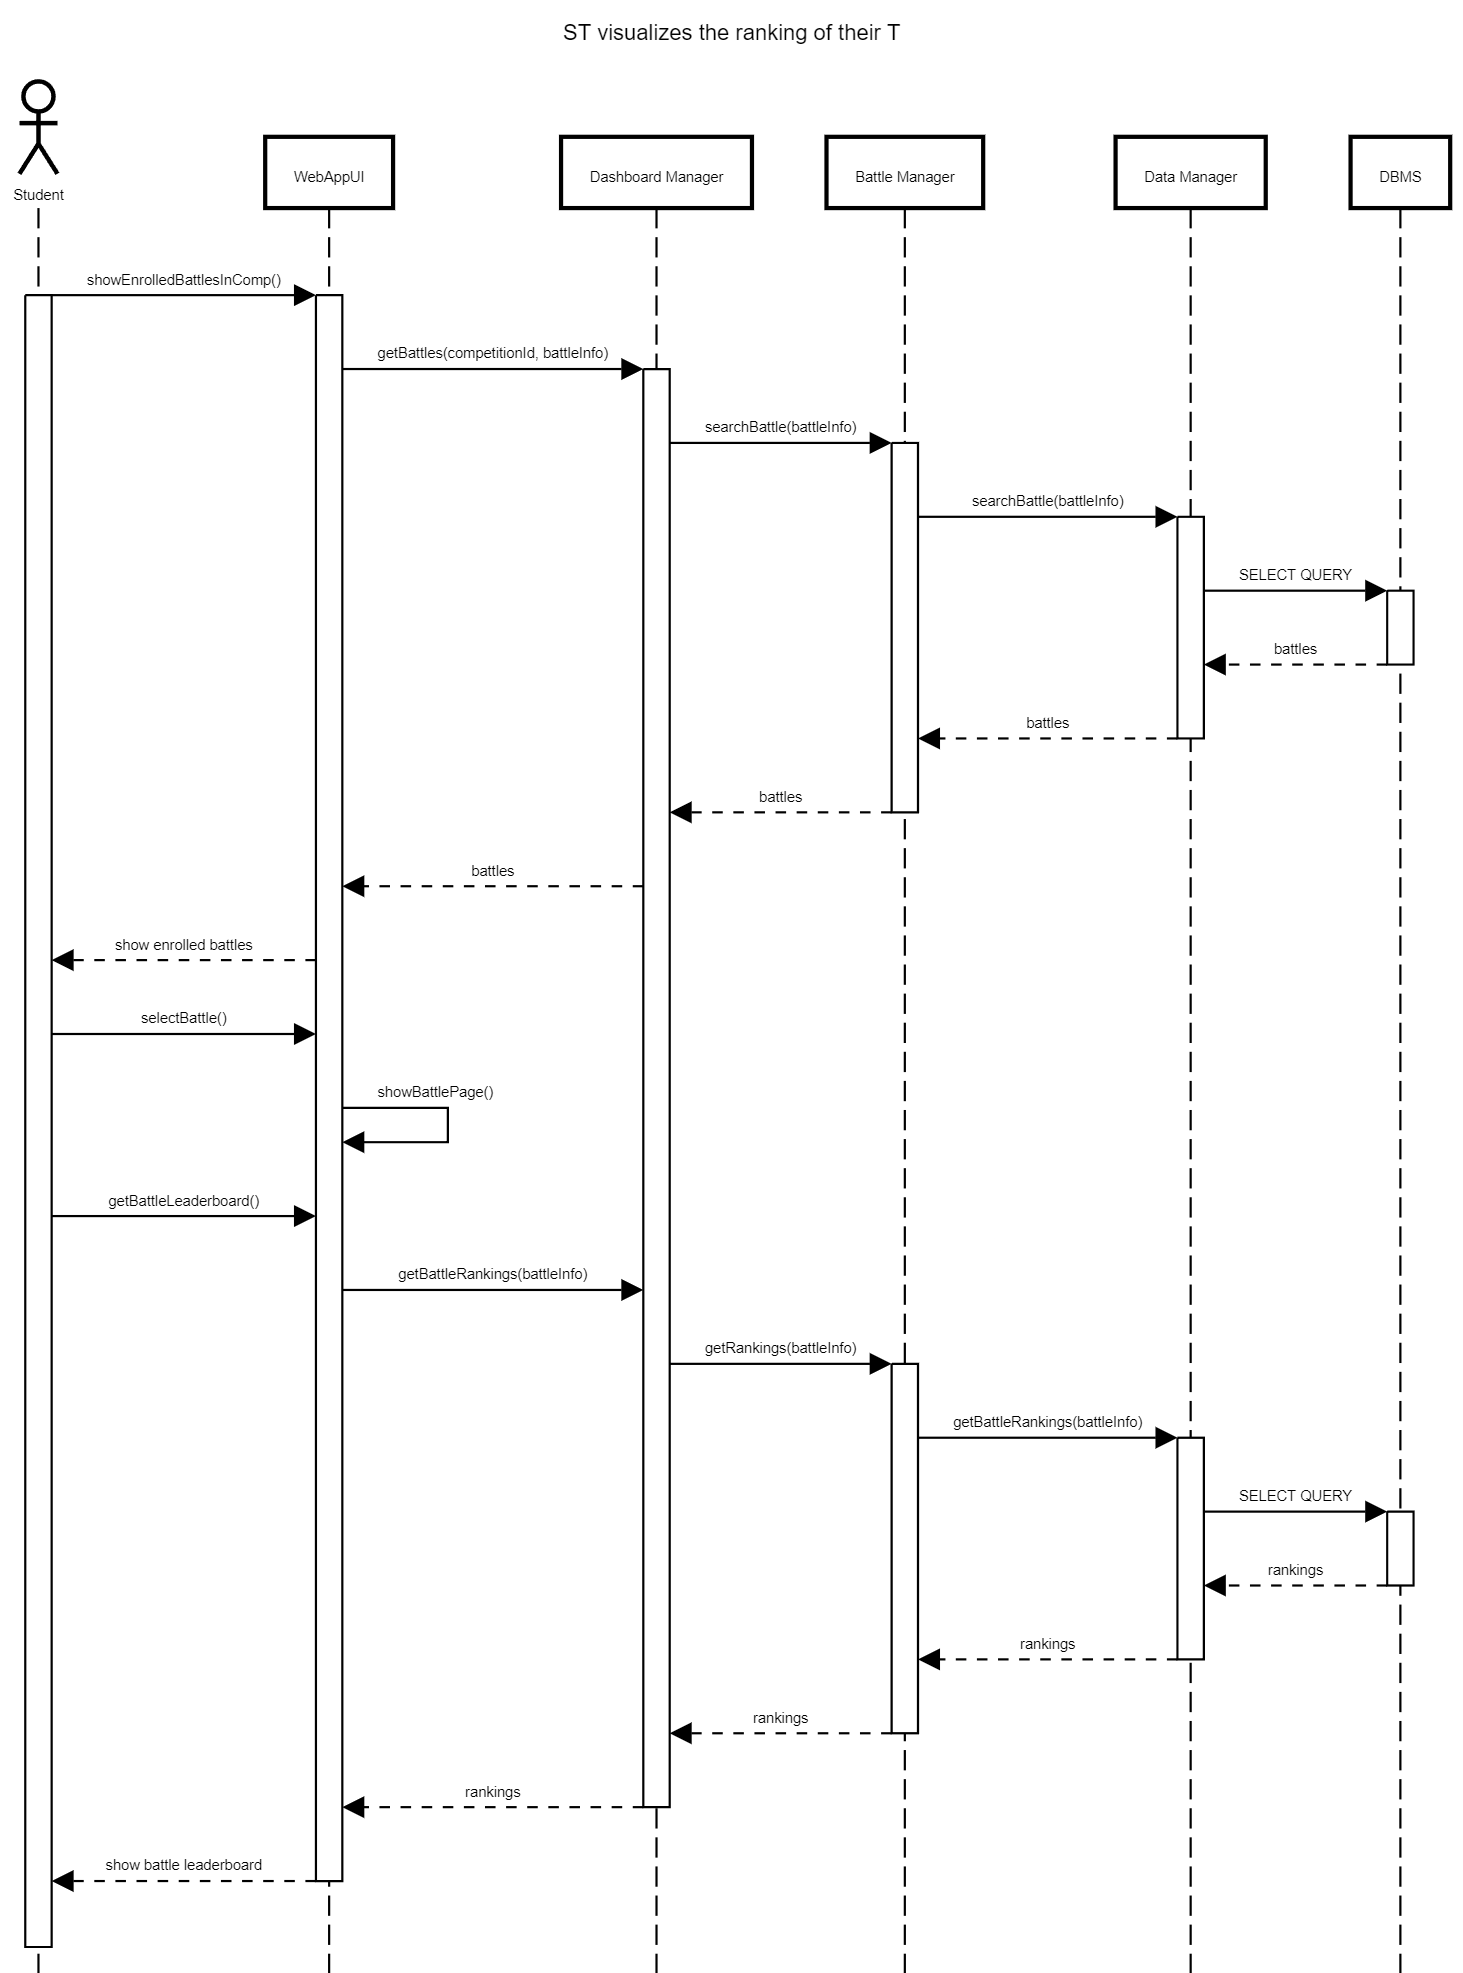 ST visualizes the ranking of their T
Student
WebAppUI
Dashboard Manager
Battle Manager
Data Manager
DBMS
showEnrolledBattlesInComp()
getBattles(competitionId, battleInfo)
searchBattle(battleInfo)
searchBattle(battleInfo)
SELECT QUERY
battles
battles
battles
battles
show enrolled battles
selectBattle()
showBattlePage()
getBattleLeaderboard()
getBattleRankings(battleInfo)
getRankings(battleInfo)
getBattleRankings(battleInfo)
SELECT QUERY
rankings
rankings
rankings
rankings
show battle leaderboard